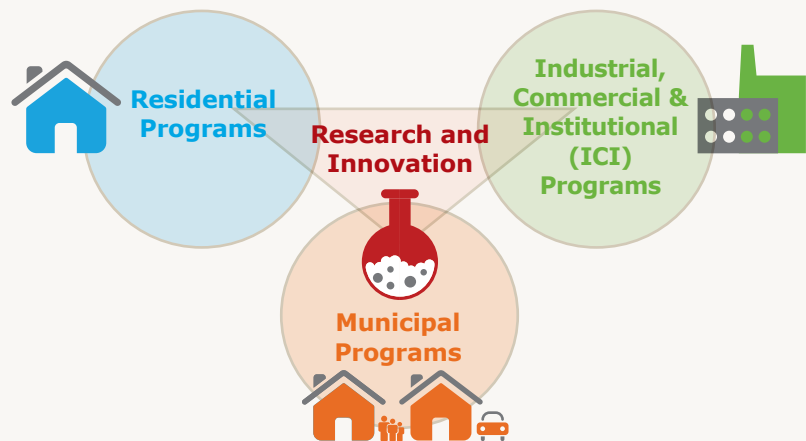 Residential
Programs
Research and
Innovation
Industrial,
Commercial &
Institutional
(ICI)
Programs
Municipal
Programs